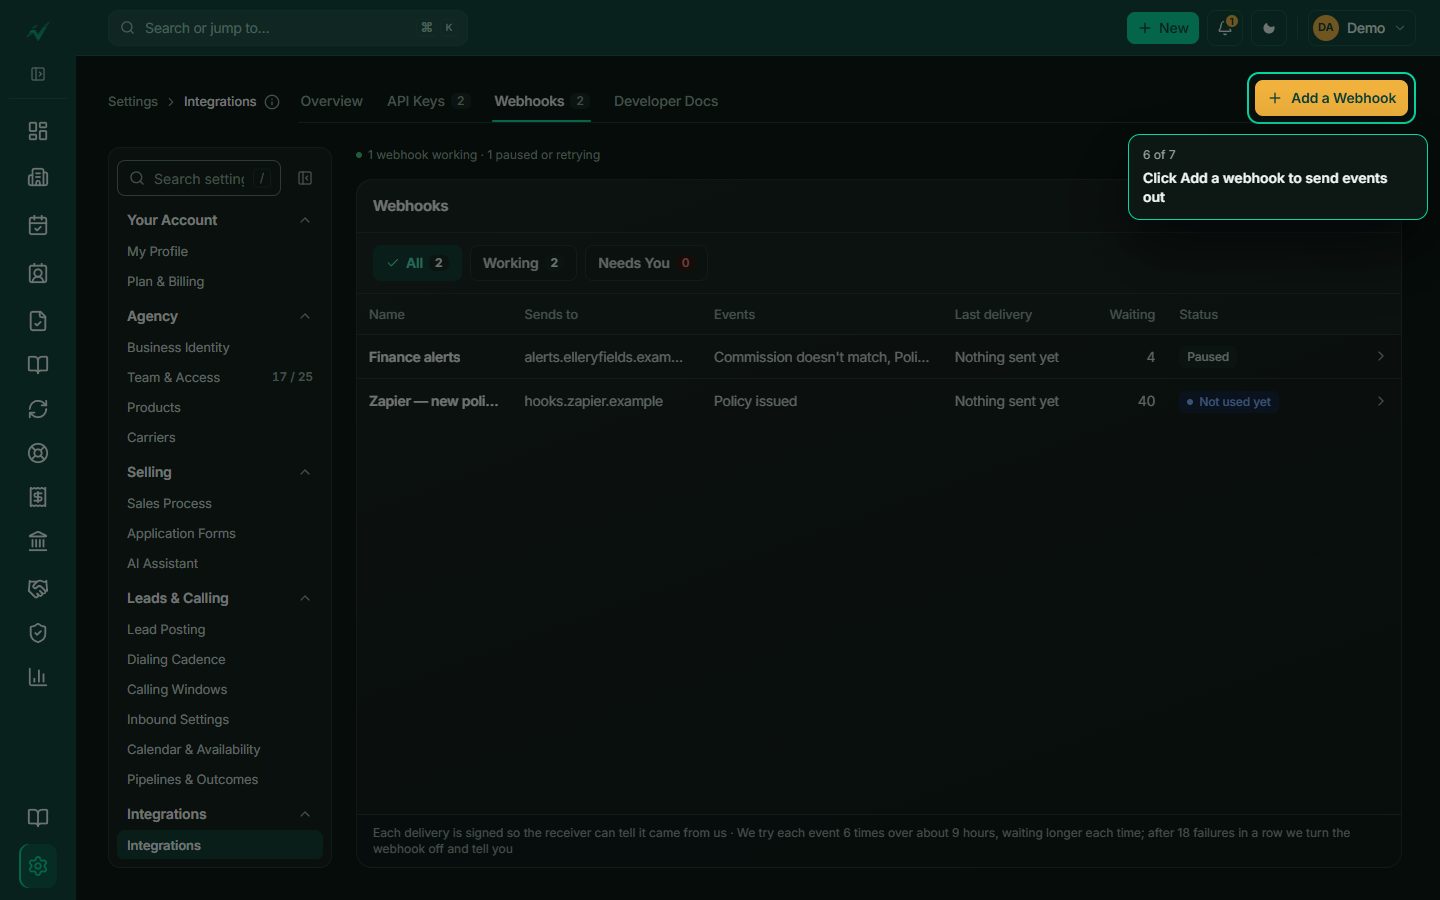 Search or jump to...
⌘ K
New
1
DA
Demo
Settings
Integrations
Overview
API Keys 2
Webhooks 2
Developer Docs
Add a Webhook
6 of 7
Click Add a webhook to send events
out
Search setting
/
Your Account
My Profile
Plan & Billing
Agency
Business Identity
Team & Access 17 / 25
Products
Carriers
Selling
Sales Process
Application Forms
AI Assistant
Leads & Calling
Lead Posting
Dialing Cadence
Calling Windows
Inbound Settings
Calendar & Availability
Pipelines & Outcomes
Integrations
Integrations
1 webhook working · 1 paused or retrying
Webhooks
All 2
Working 2
Needs You 0
Name Sends to Events Last delivery Waiting Status
Finance alerts alerts.elleryfields.exam... Commission doesn't match, Poli... Nothing sent yet 4 Paused
Zapier — new poli... hooks.zapier.example Policy issued Nothing sent yet 40 Not used yet
Each delivery is signed so the receiver can tell it came from us · We try each event 6 times over about 9 hours, waiting longer each time; after 18 failures in a row we turn the
webhook off and tell you